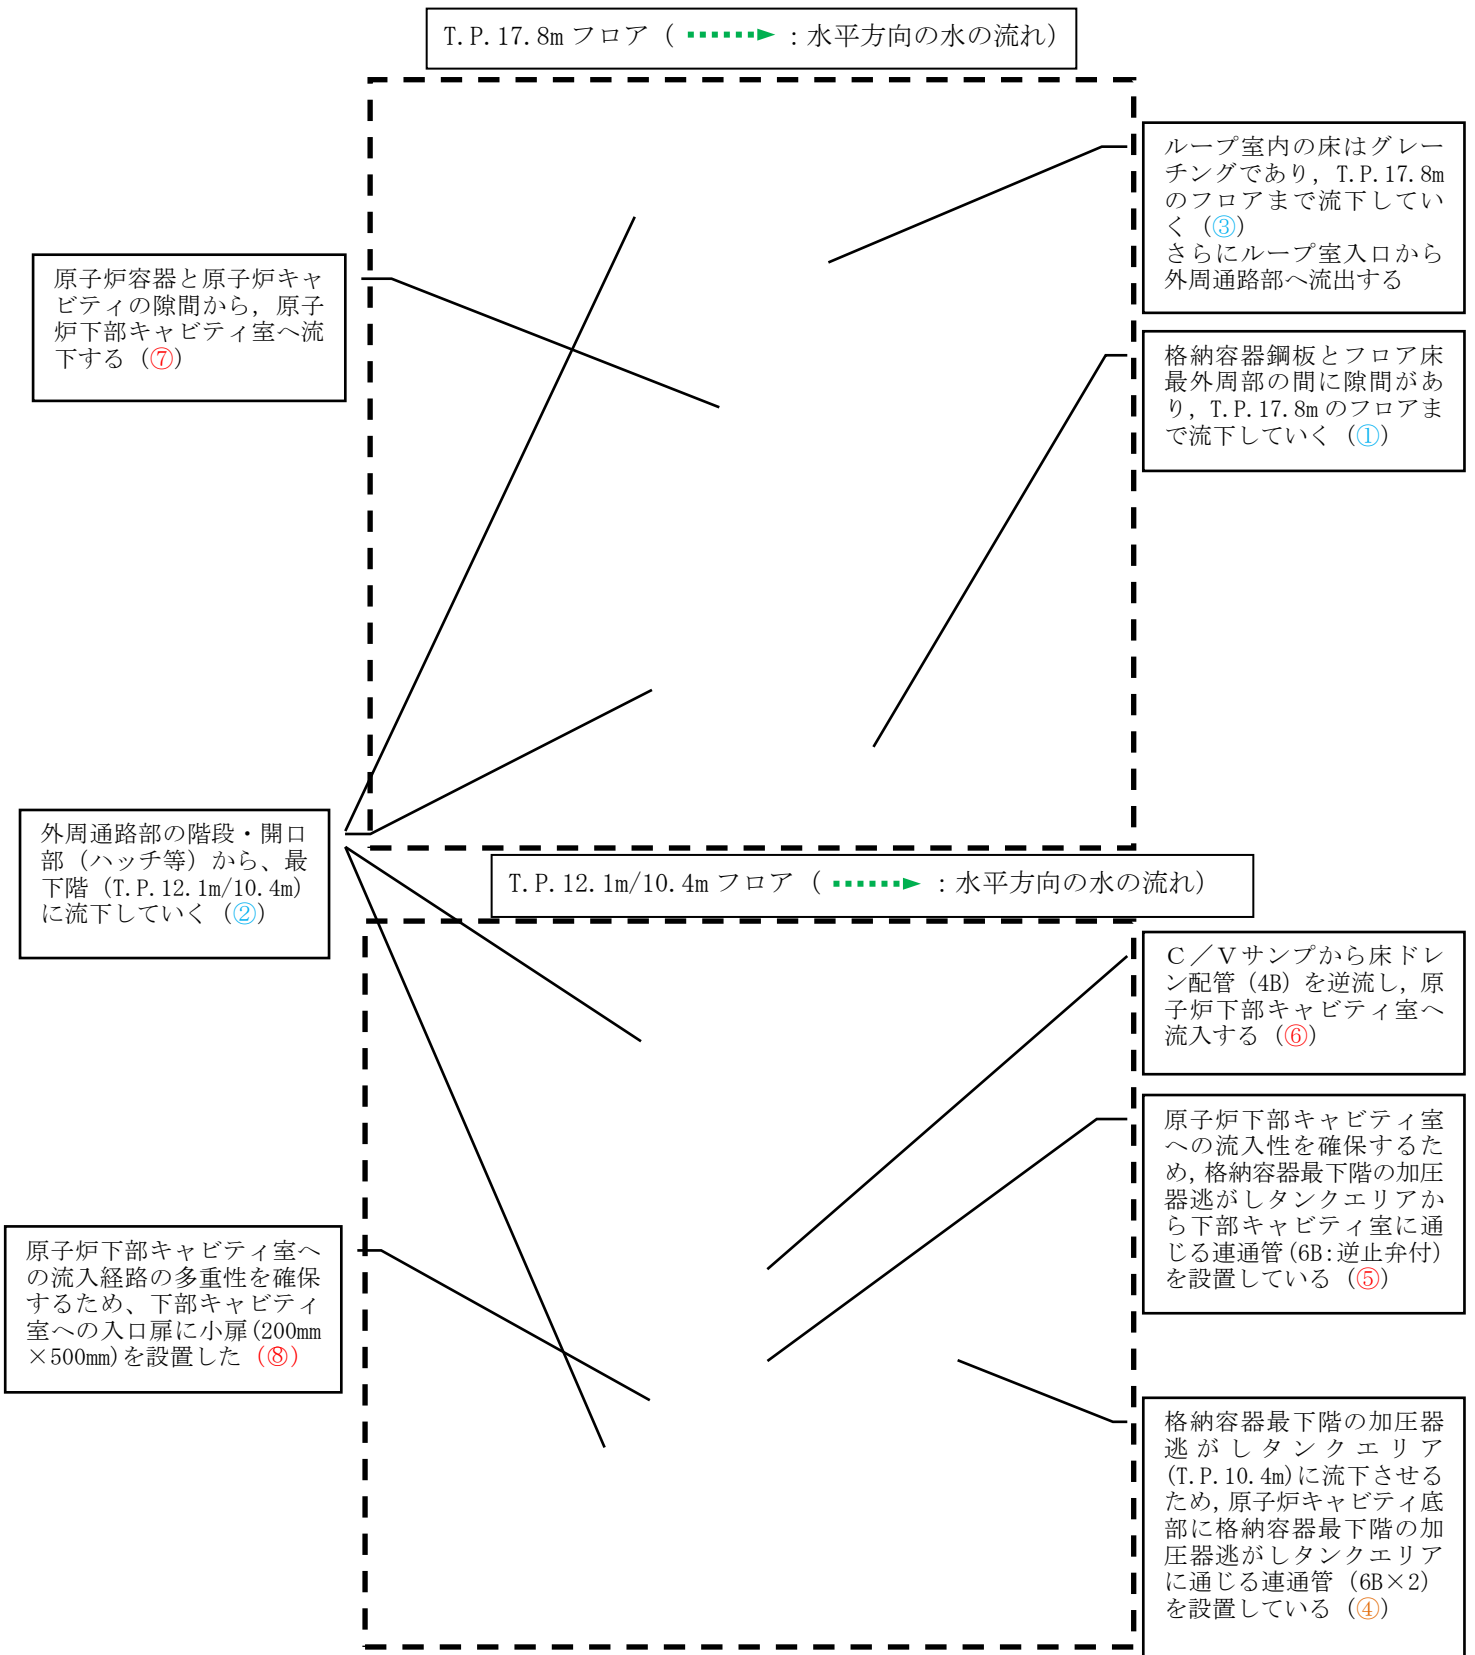 T.P.17.8m フロア（ ：水平方向の水の流れ）
ループ室内の床はグレー
チングであり，T.P.17.8m
のフロアまで流下してい
く（③）
さらにループ室入口から
外周通路部へ流出する
原子炉容器と原子炉キャ
ビティの隙間から，原子
炉下部キャビティ室へ流
下する（⑦）
格納容器鋼板とフロア床
最外周部の間に隙間があ
り，T.P.17.8m のフロアま
で流下していく（①）
外周通路部の階段・開口
部（ハッチ等）から、最
下階（T.P.12.1m/10.4m）
に流下していく（②）
T.P.12.1m/10.4m フロア（ ：水平方向の水の流れ）
Ｃ／Ｖサンプから床ドレ
ン配管（4B）を逆流し，原
子炉下部キャビティ室へ
流入する（⑥）
原子炉下部キャビティ室
への流入性を確保するた
め,格納容器最下階の加圧
器逃がしタンクエリアか
ら下部キャビティ室に通
じる連通管(6B:逆止弁付)
を設置している（⑤）
原子炉下部キャビティ室へ
の流入経路の多重性を確保
するため、下部キャビティ
室への入口扉に小扉(200mm
×500mm)を設置した（⑧）
格納容器最下階の加圧器
逃がしタンクエリア
(T.P.10.4m)に流下させる
ため,原子炉キャビティ底
部に格納容器最下階の加
圧器逃がしタンクエリア
に通じる連通管（6B×2）
を設置している（④）